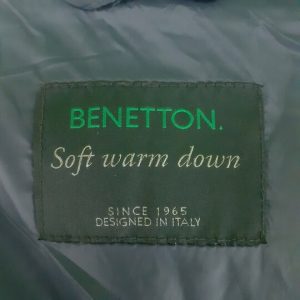 BENETTON.
Soft warm down
SINCE 1965
DESIGNED IN ITALY